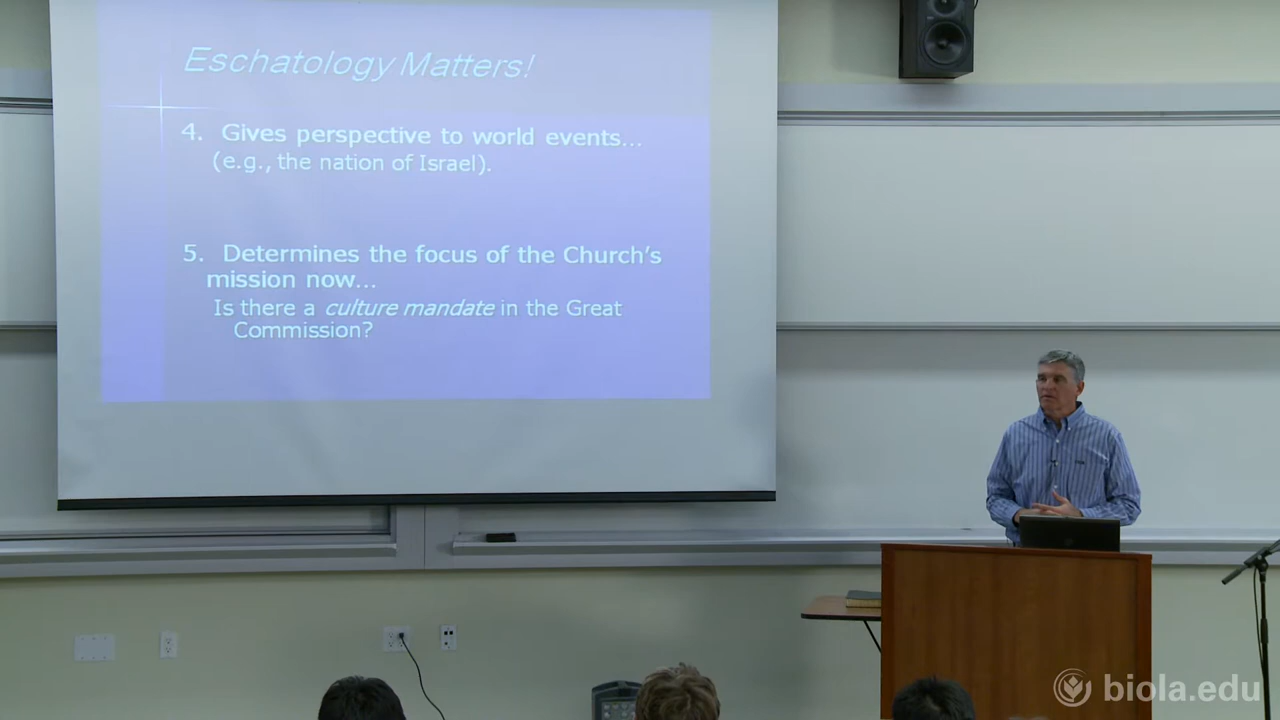 Eschatology Matters!
4. Gives perspective to world events...
(e.g., the nation of Israel).
5. Determines the focus of the Church's
mission now...
Is there a culture mandate in the Great
Commission?
biola.edu